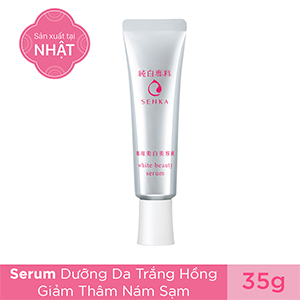 Sản xuất tại
NHẬT
純白專科
SENKA
white beauty
serum
Serum Dưỡng Da Trắng Hồng
Giảm Thâm Nám Sạm
35g